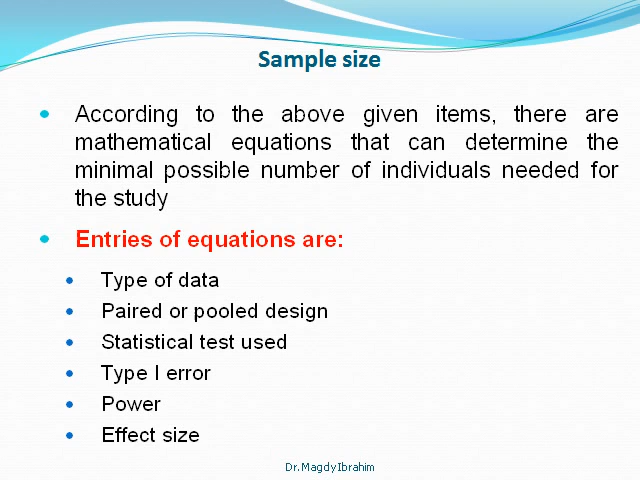 Sample size
According to the above given items, there are
mathematical equations that can determine the
minimal possible number of individuals needed for
the study
Entries of equations are:
Type of data
Paired or pooled design
Statistical test used
Type I error
Power
Effect size
Dr.Magdy Ibrahim